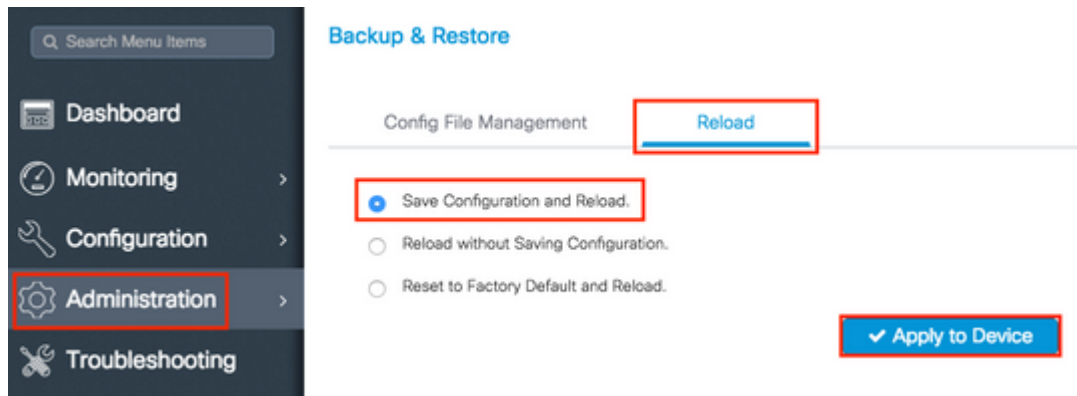 Search Menu Items
Dashboard
Monitoring
Configuration
Administration
Troubleshooting
Backup & Restore
Config File Management
Reload
Save Configuration and Reload.
Reload without Saving Configuration.
Reset to Factory Default and Reload.
Apply to Device